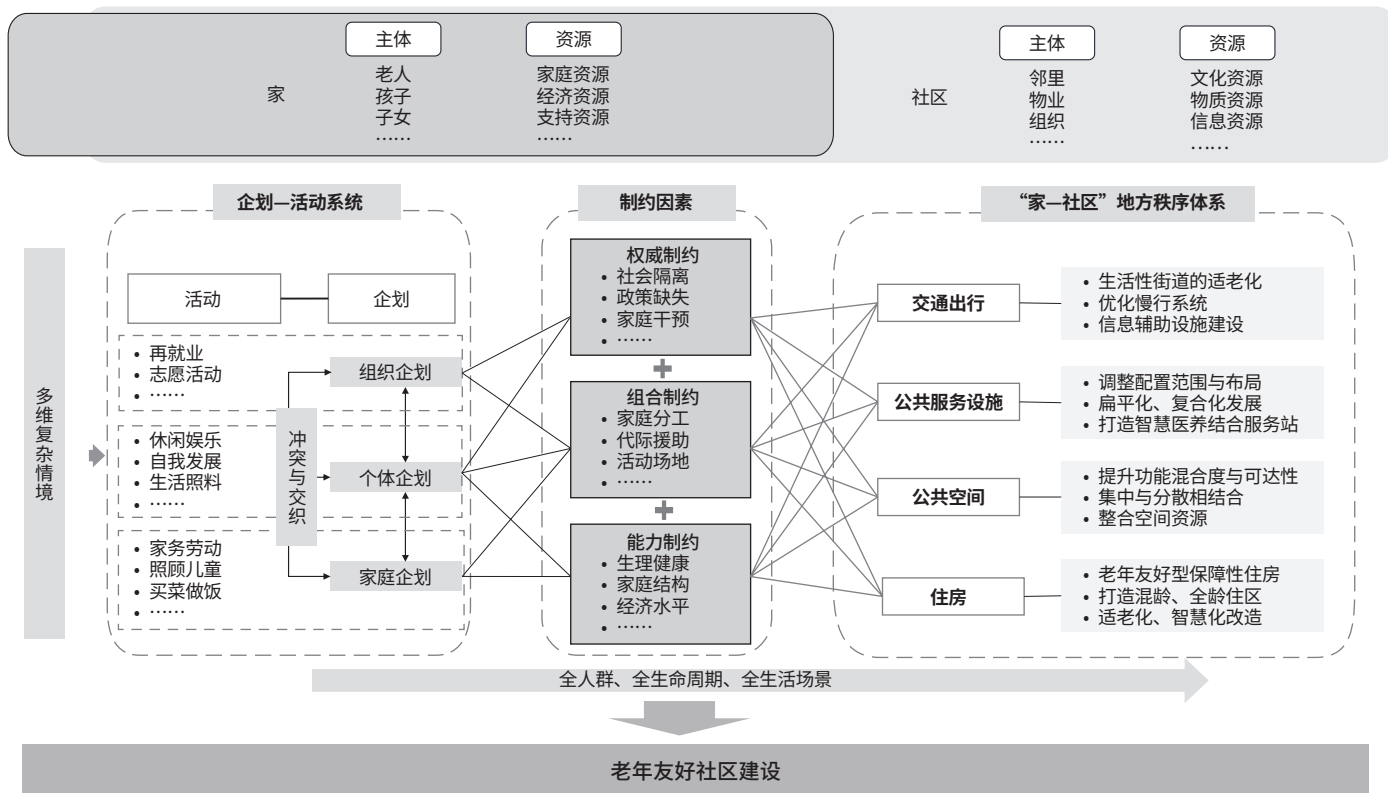 家
主体
老人
孩子
子女
……
资源
家庭资源
经济资源
支持资源
……
社区
主体
邻里
物业
组织
……
资源
文化资源
物质资源
信息资源
……
多维复杂情境
企划—活动系统
活动
企划
• 再就业
• 志愿活动
• ……
• 休闲娱乐
• 自我发展
• 生活照料
• ……
• 家务劳动
• 照顾儿童
• 买菜做饭
• ……
冲突与交织
组织企划
个体企划
家庭企划
制约因素
权威制约
• 社会隔离
• 政策缺失
• 家庭干预
• ……
+
组合制约
• 家庭分工
• 代际援助
• 活动场地
• ……
+
能力制约
• 生理健康
• 家庭结构
• 经济水平
• ……
“家—社区”地方秩序体系
交通出行
• 生活性街道的适老化
• 优化慢行系统
• 信息辅助设施建设
公共服务设施
• 调整配置范围与布局
• 扁平化、复合化发展
• 打造智慧医养结合服务站
公共空间
• 提升功能混合度与可达性
• 集中与分散相结合
• 整合空间资源
住房
• 老年友好型保障性住房
• 打造混龄、全龄住区
• 适老化、智慧化改造
全人群、全生命周期、全生活场景
老年友好社区建设